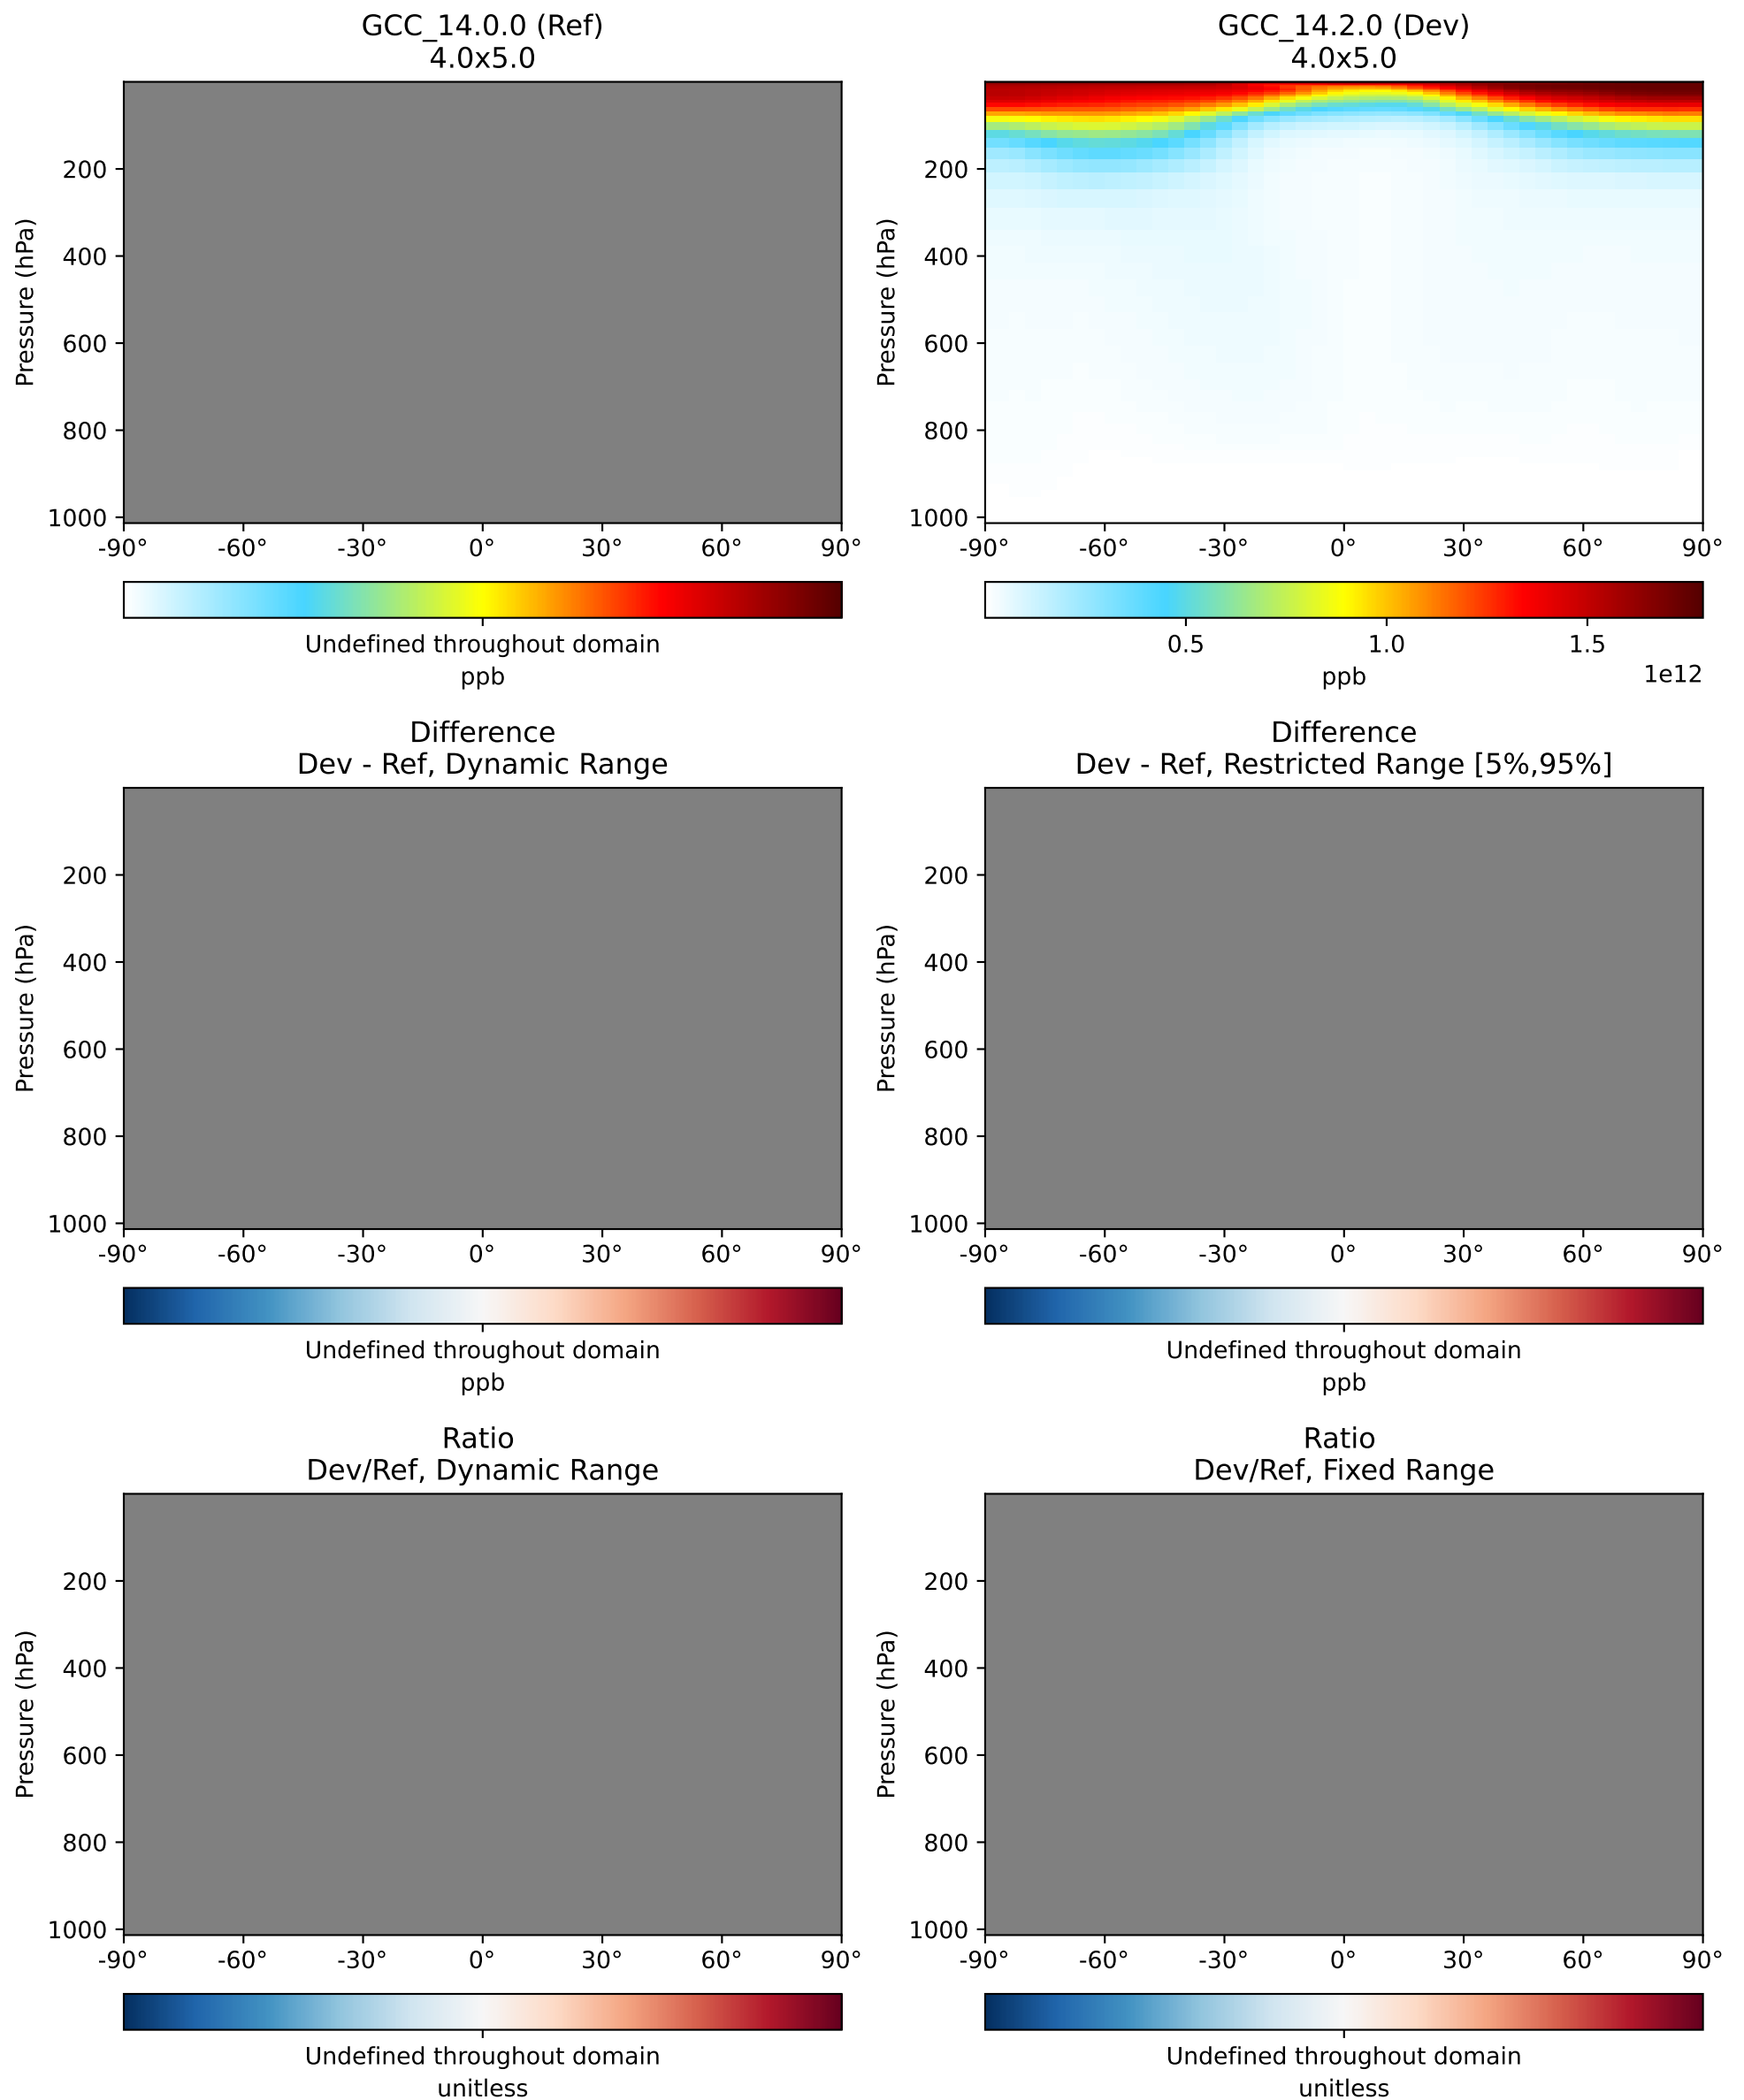 GCC_14.0.0 (Ref)
4.0x5.0
Pressure (hPa)
200
400
600
800
1000
-90° -60° -30° 0° 30° 60° 90°
Undefined throughout domain
ppb
GCC_14.2.0 (Dev)
4.0x5.0
Pressure (hPa)
200
400
600
800
1000
-90° -60° -30° 0° 30° 60° 90°
0.5 1.0 1.5
ppb
1e12
Difference
Dev - Ref, Dynamic Range
Pressure (hPa)
200
400
600
800
1000
-90° -60° -30° 0° 30° 60° 90°
Undefined throughout domain
ppb
Difference
Dev - Ref, Restricted Range [5%,95%]
Pressure (hPa)
200
400
600
800
1000
-90° -60° -30° 0° 30° 60° 90°
Undefined throughout domain
ppb
Ratio
Dev/Ref, Dynamic Range
Pressure (hPa)
200
400
600
800
1000
-90° -60° -30° 0° 30° 60° 90°
Undefined throughout domain
unitless
Ratio
Dev/Ref, Fixed Range
Pressure (hPa)
200
400
600
800
1000
-90° -60° -30° 0° 30° 60° 90°
Undefined throughout domain
unitless